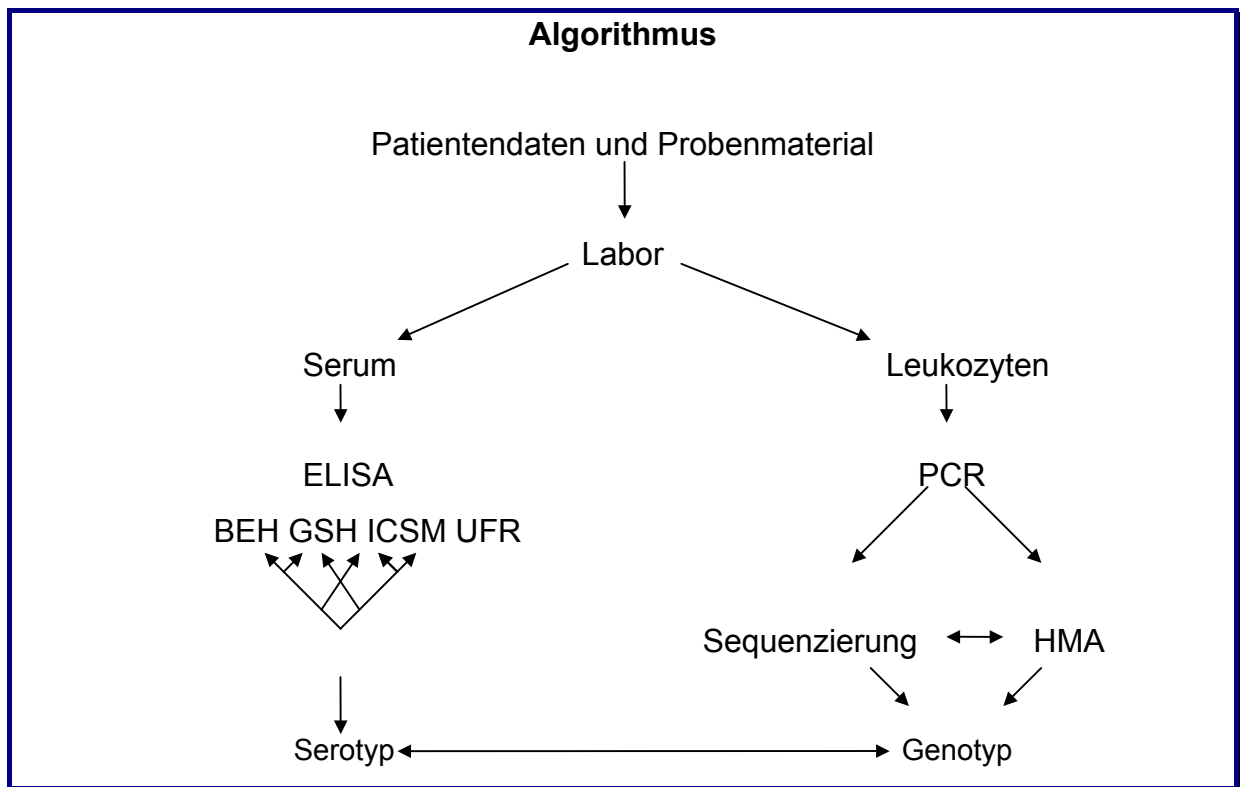 Algorithmus
Patientendaten und Probenmaterial
Labor
Serum Leukozyten
ELISA PCR
BEH GSH ICSM UFR
Sequenzierung HMA
Serotyp Genotyp